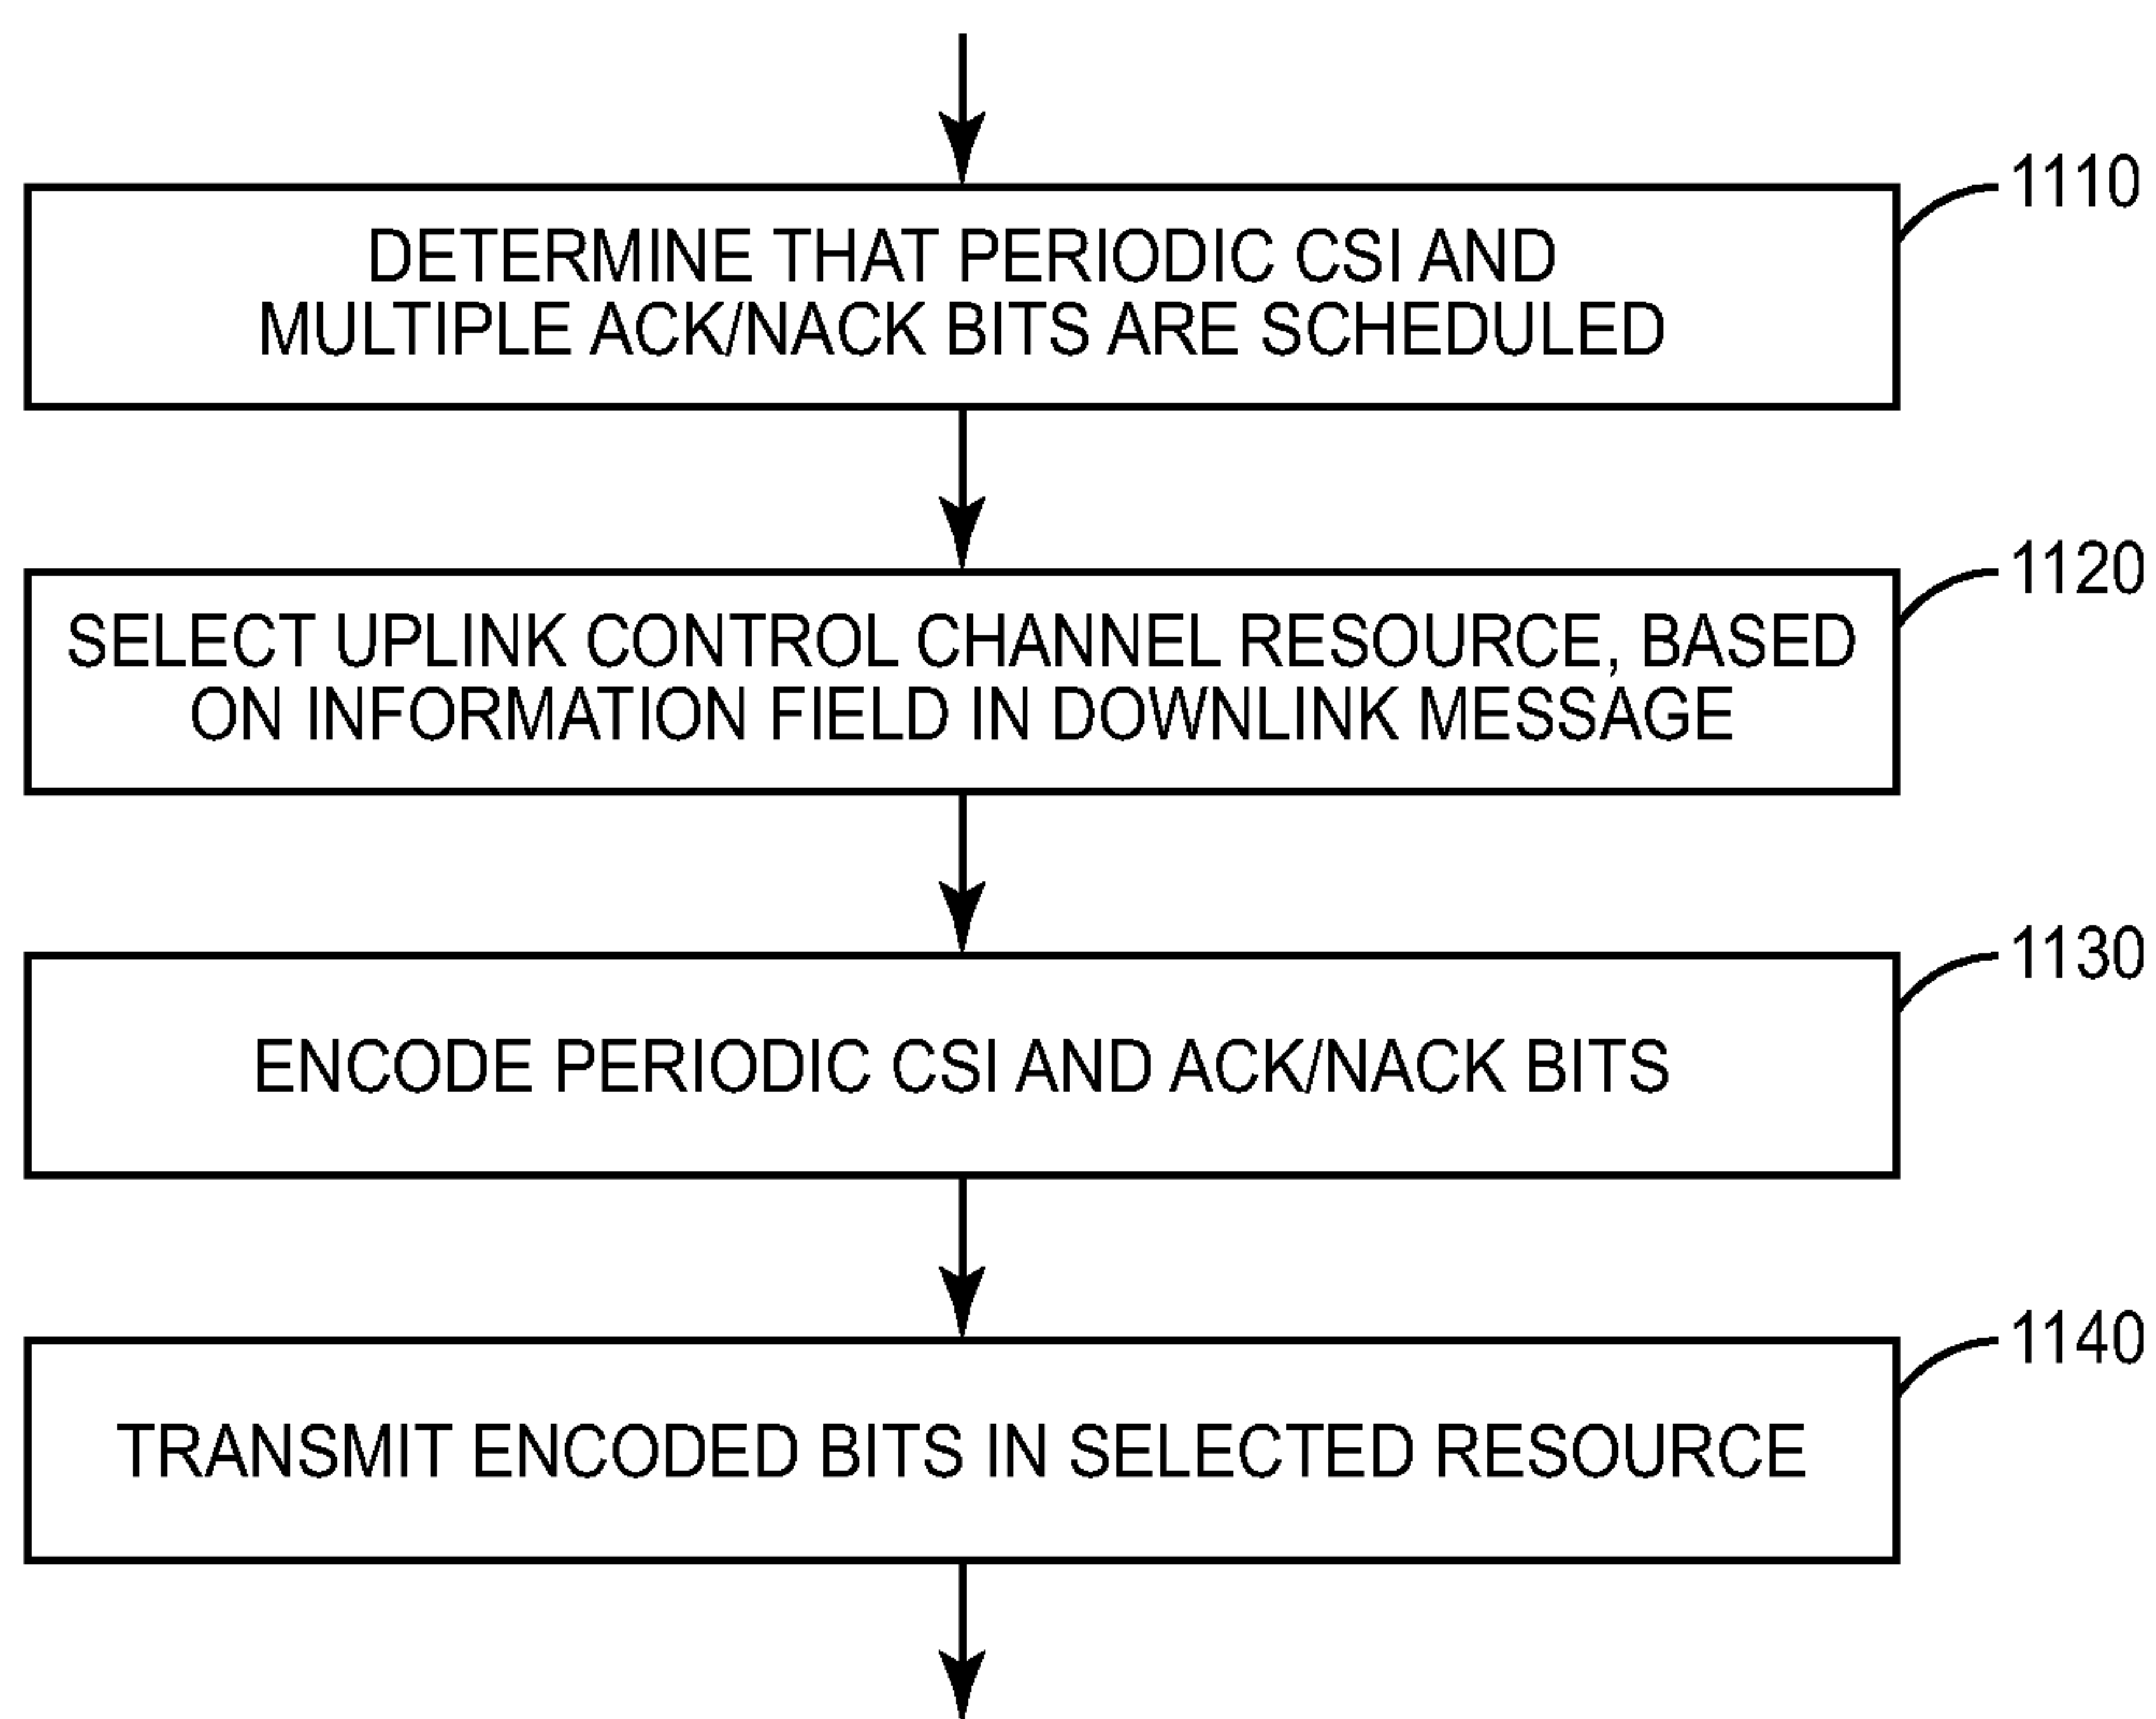 1110
DETERMINE THAT PERIODIC CSI AND
MULTIPLE ACK/NACK BITS ARE SCHEDULED
1120
SELECT UPLINK CONTROL CHANNEL RESOURCE, BASED
ON INFORMATION FIELD IN DOWNLINK MESSAGE
1130
ENCODE PERIODIC CSI AND ACK/NACK BITS
1140
TRANSMIT ENCODED BITS IN SELECTED RESOURCE